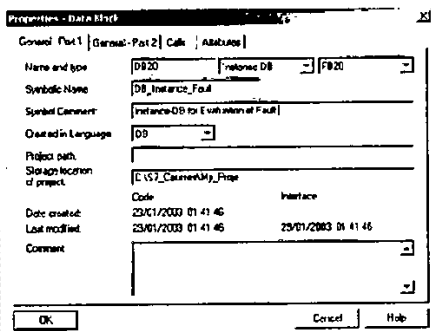 Properties - Data Block
General - Part 1 General - Part 2 Calls Attributes
Name and type: DB20 Instance DB FB20
Symbolic Name: DB_Instance_Fault
Symbol Comment: Instance-DB for Evaluation of Fault
Created in Language: DB
Project path:
Storage location
of project: C:\S7_Courses\My_Proje
Code Interface
Date created: 23/01/2003 01:41:46
Last modified: 23/01/2003 01:41:46 23/01/2003 01:41:46
Comment:
OK Cancel Help